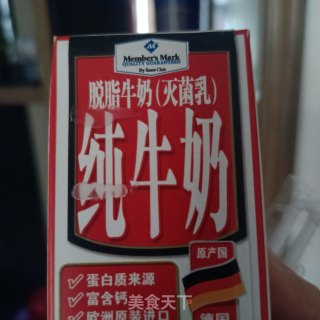 Member's Mark
QUALITY GUARANTEED
By Sam's Club
脱脂牛奶(灭菌乳)
纯牛奶
原产国
德国
蛋白质来源
富含钙
欧洲原装进口
美食天下